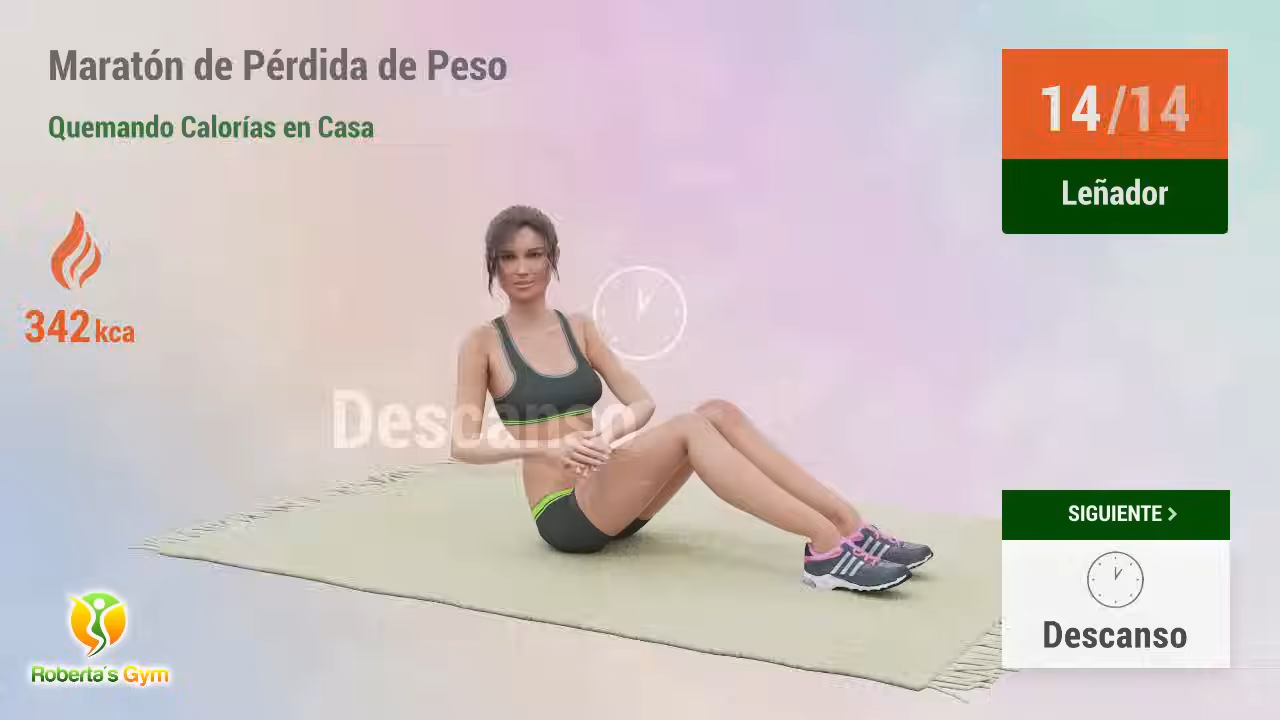 Maratón de Pérdida de Peso
Quemando Calorías en Casa
14/14
Leñador
342 kca
Descanso
SIGUIENTE >
Descanso
Roberta´s Gym